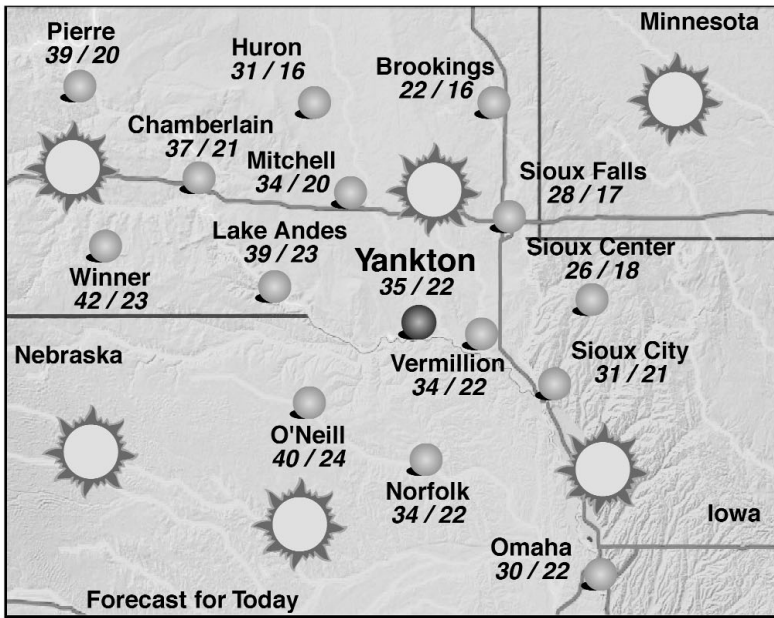 Minnesota
Pierre
39 / 20
Huron
31 / 16
Brookings
22 / 16
Chamberlain
37 / 21
Mitchell
34 / 20
Sioux Falls
28 / 17
Lake Andes
39 / 23
Yankton
35 / 22
Sioux Center
26 / 18
Winner
42 / 23
Nebraska
Vermillion
34 / 22
Sioux City
31 / 21
O'Neill
40 / 24
Norfolk
34 / 22
Iowa
Omaha
30 / 22
Forecast for Today